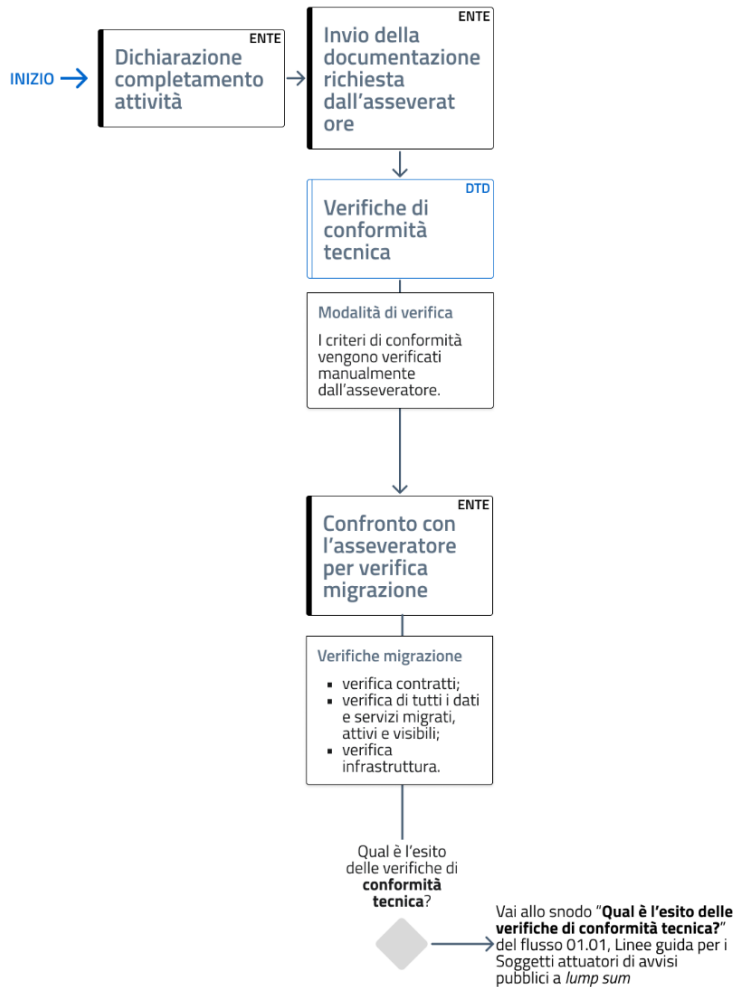 INIZIO
ENTE
Dichiarazione
completamento
attività
ENTE
Invio della
documentazione
richiesta
dall’asseverat
ore
DTD
Verifiche di
conformità
tecnica
Modalità di verifica
I criteri di conformità
vengono verificati
manualmente
dall’asseveratore.
ENTE
Confronto con
l’asseveratore
per verifica
migrazione
Verifiche migrazione
▪ verifica contratti;
▪ verifica di tutti i dati
e servizi migrati,
attivi e visibili;
▪ verifica
infrastruttura.
Qual è l’esito
delle verifiche di
conformità
tecnica?
Vai allo snodo ”Qual è l’esito delle
verifiche di conformità tecnica?”
del flusso 01.01, Linee guida per i
Soggetti attuatori di avvisi
pubblici a lump sum